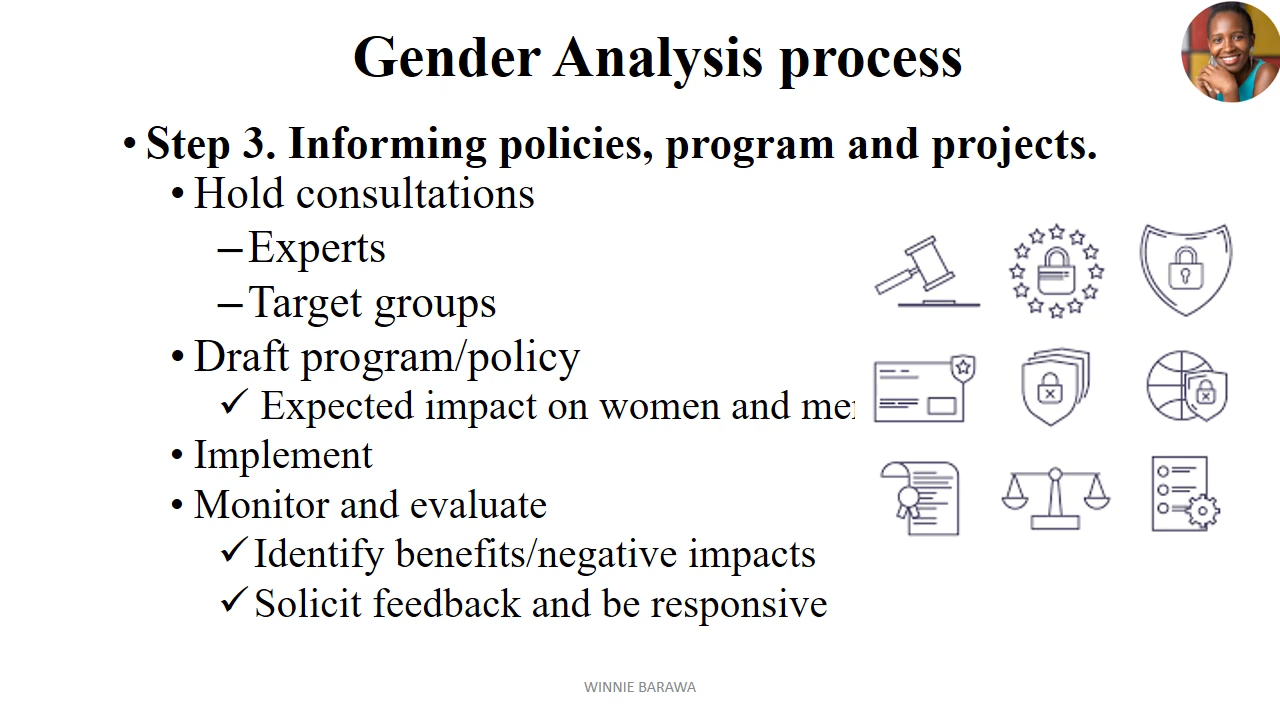 Gender Analysis process
• Step 3. Informing policies, program and projects.
• Hold consultations
– Experts
– Target groups
• Draft program/policy
✓ Expected impact on women and
• Implement
• Monitor and evaluate
✓ Identify benefits/negative impacts
✓ Solicit feedback and be responsive
WINNIE BARAWA